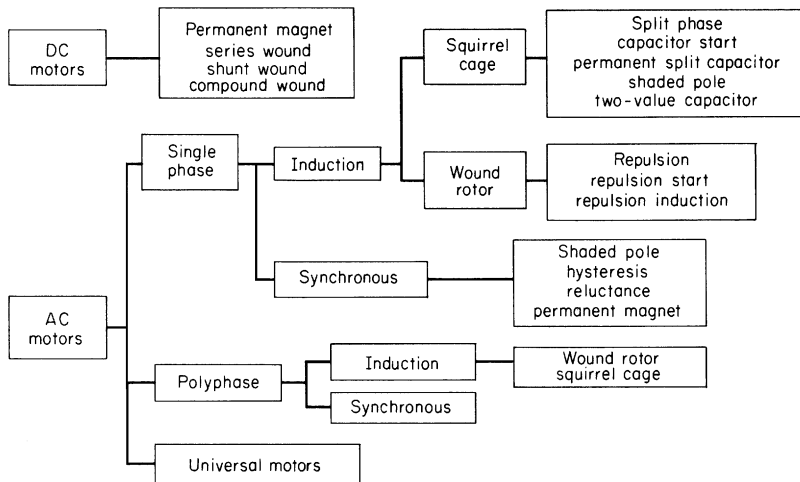 DC
motors
Permanent magnet
series wound
shunt wound
compound wound
Squirrel
cage
Split phase
capacitor start
permanent split capacitor
shaded pole
two-value capacitor
Single
phase
Induction
Wound
rotor
Repulsion
repulsion start
repulsion induction
Synchronous
Shaded pole
hysteresis
reluctance
permanent magnet
AC
motors
Polyphase
Induction
Wound rotor
squirrel cage
Synchronous
Universal motors